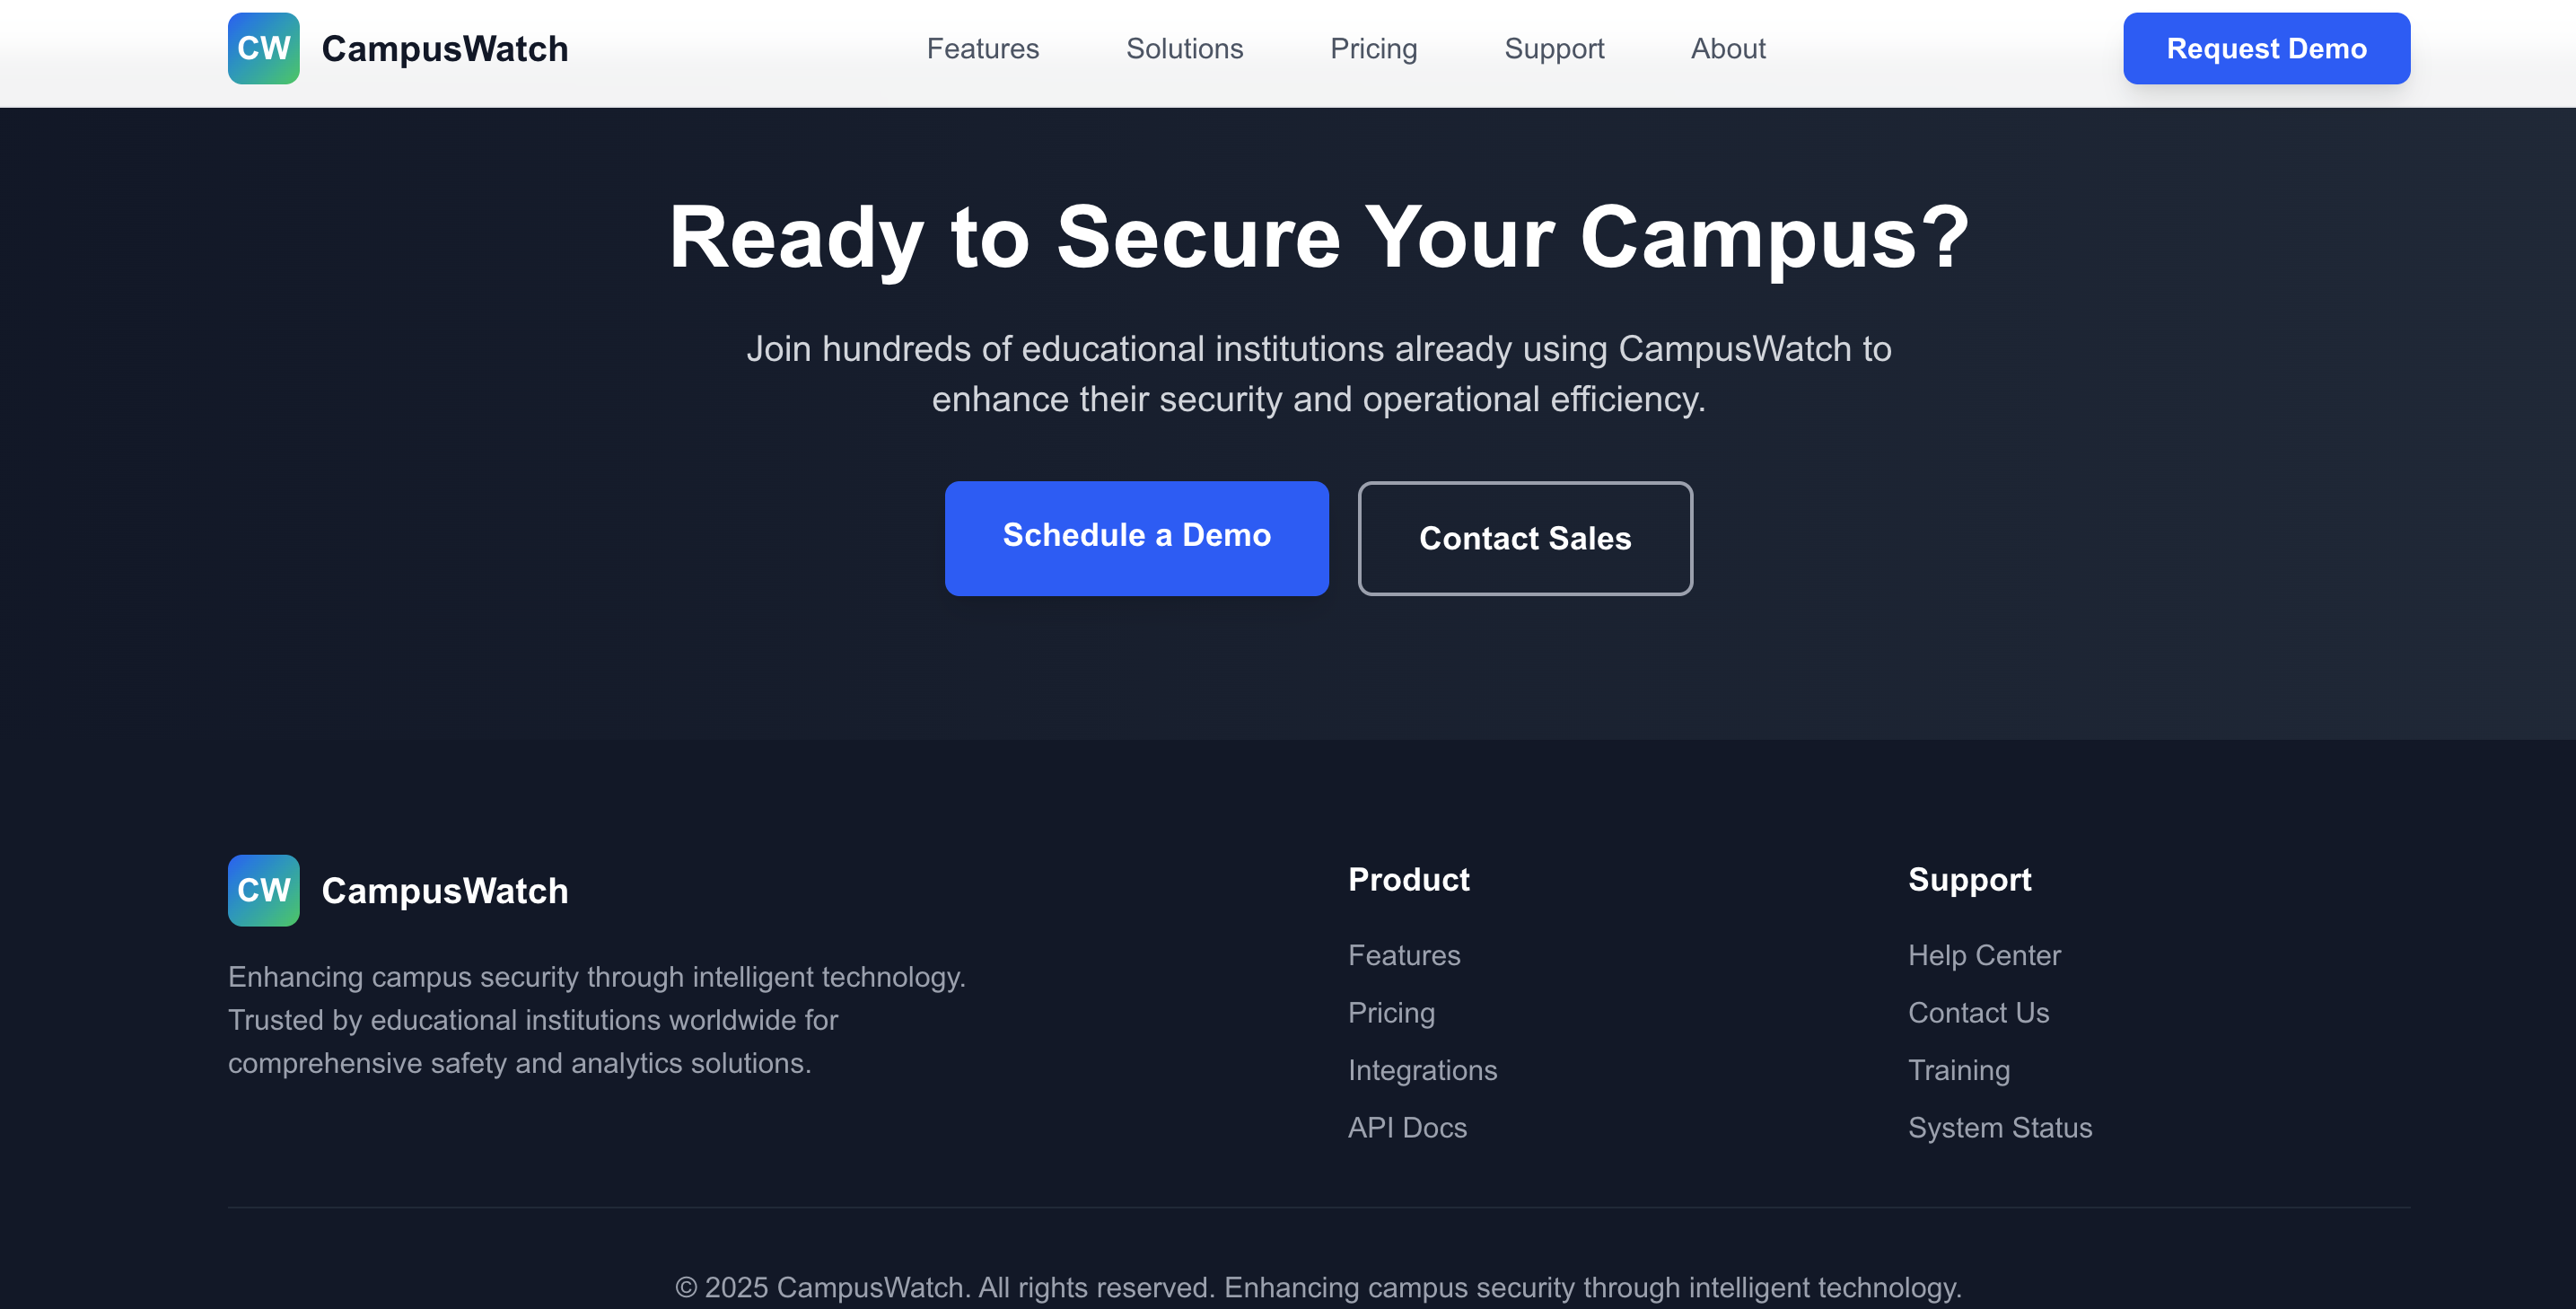 CW CampusWatch Features Solutions Pricing Support About Request Demo
Ready to Secure Your Campus?
Join hundreds of educational institutions already using CampusWatch to
enhance their security and operational efficiency.
Schedule a Demo Contact Sales
CW CampusWatch
Enhancing campus security through intelligent technology.
Trusted by educational institutions worldwide for
comprehensive safety and analytics solutions.
Product
Features
Pricing
Integrations
API Docs
Support
Help Center
Contact Us
Training
System Status
© 2025 CampusWatch. All rights reserved. Enhancing campus security through intelligent technology.